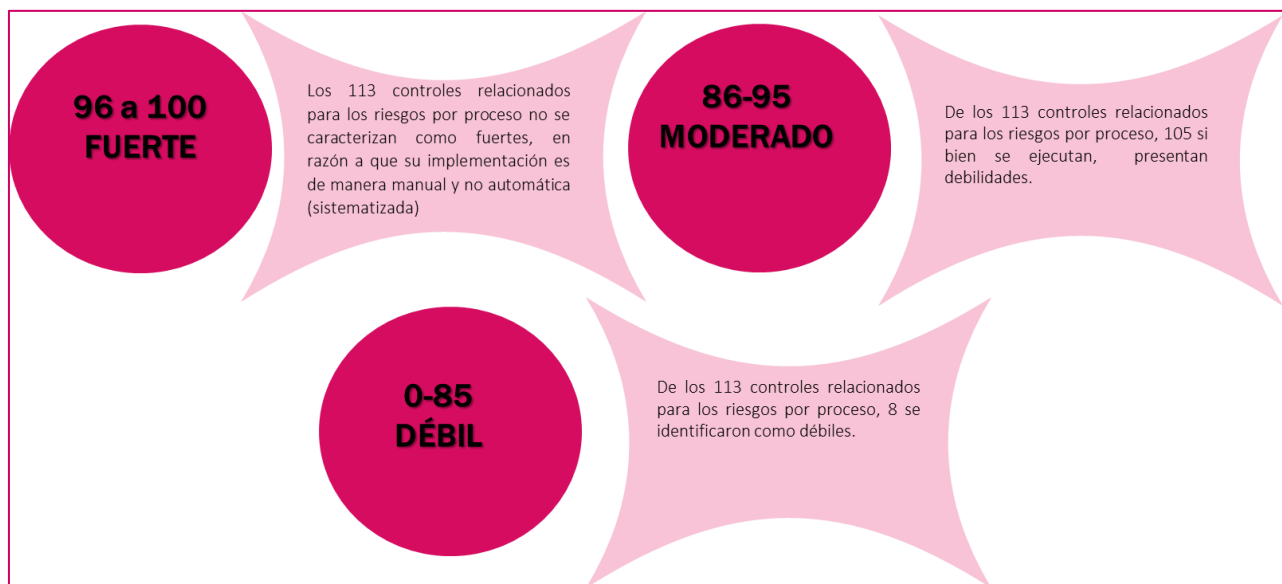 96 a 100
FUERTE
Los 113 controles relacionados
para los riesgos por proceso no se
caracterizan como fuertes, en
razón a que su implementación es
de manera manual y no automática
(sistematizada)
86-95
MODERADO
De los 113 controles relacionados
para los riesgos por proceso, 105 si
bien se ejecutan, presentan
debilidades.
0-85
DÉBIL
De los 113 controles relacionados
para los riesgos por proceso, 8 se
identificaron como débiles.